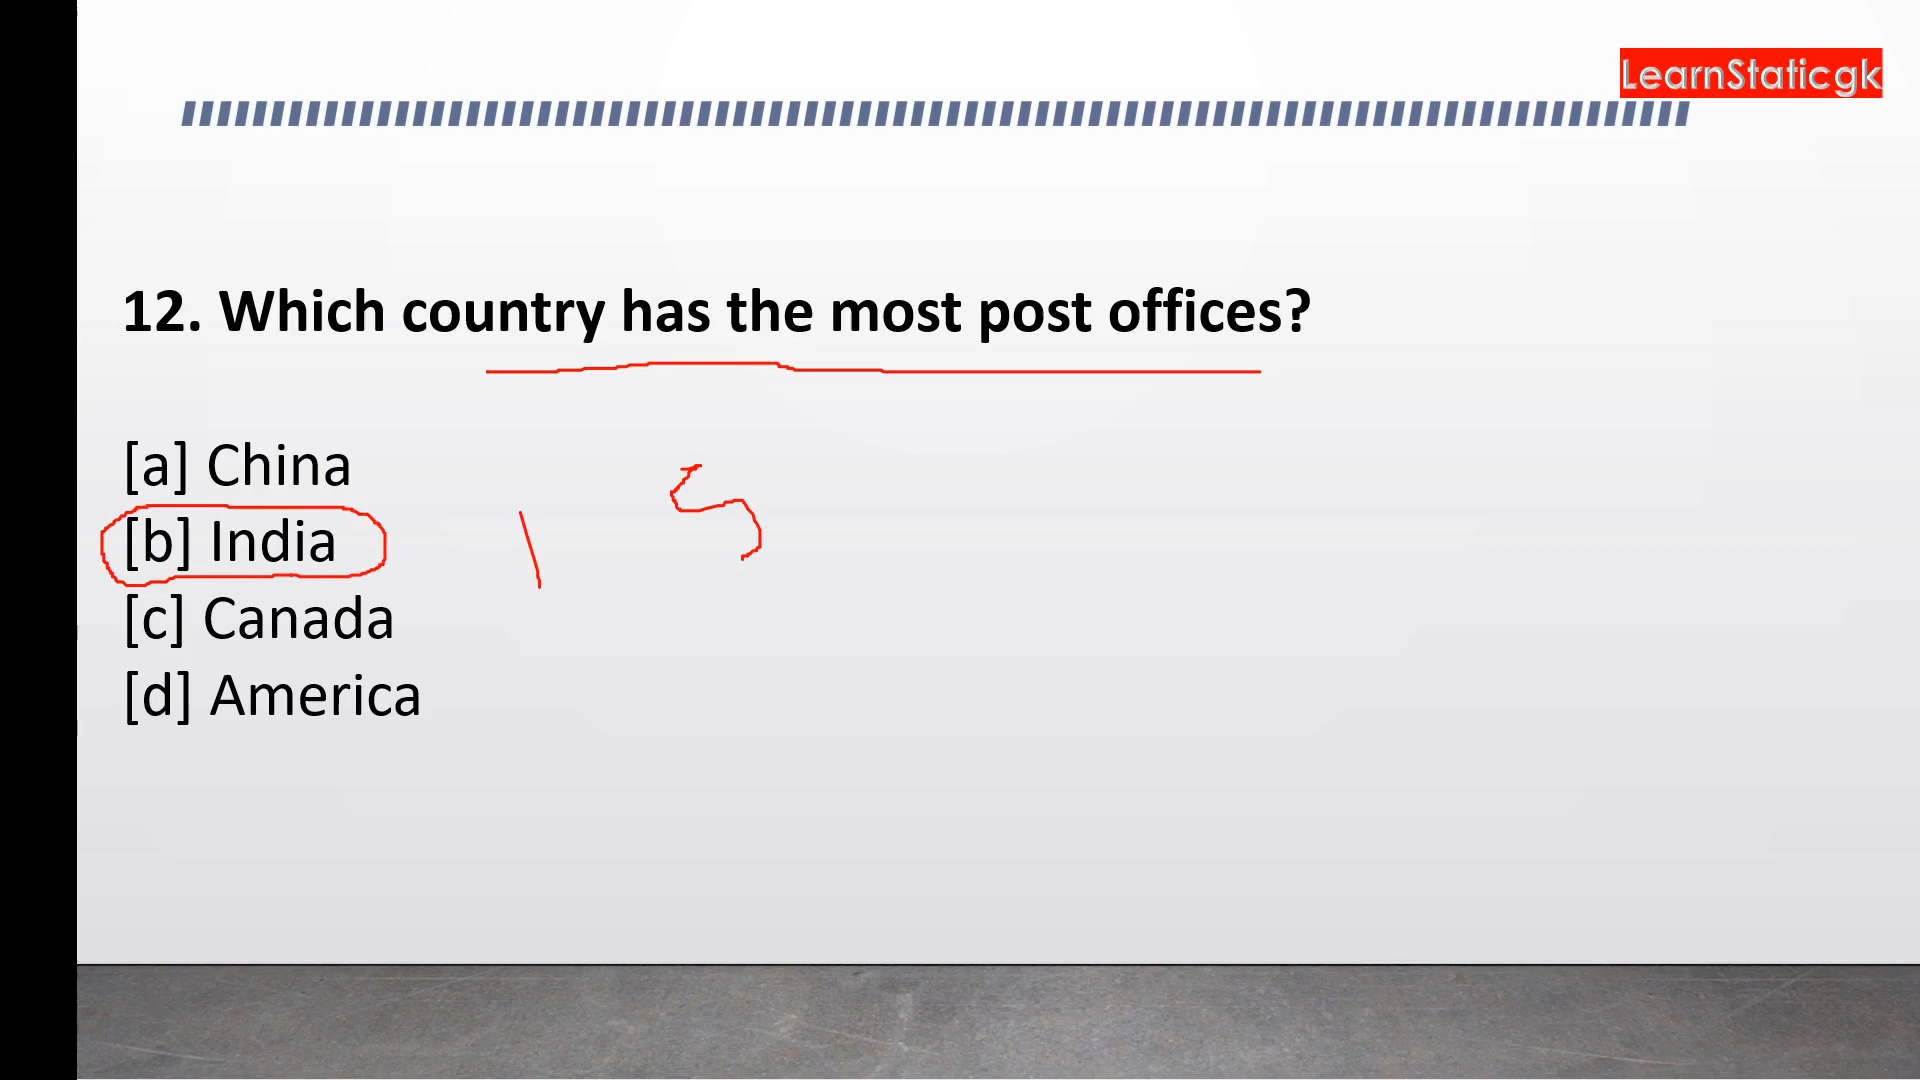 LearnStaticgk
12. Which country has the most post offices?
[a] China
[b] India
[c] Canada
[d] America